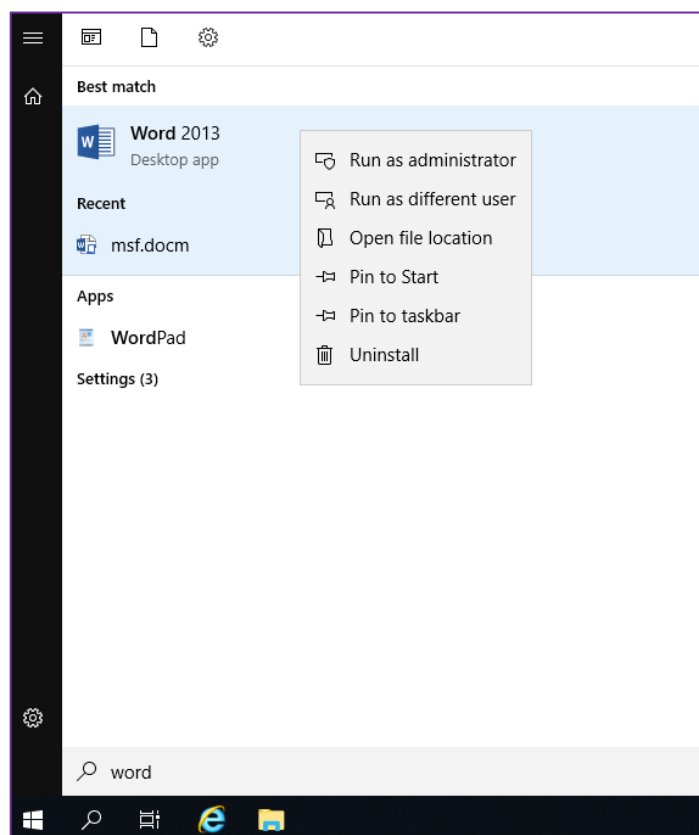 Best match
Word 2013
Desktop app
Recent
msf.docm
Apps
WordPad
Settings (3)
Run as administrator
Run as different user
Open file location
Pin to Start
Pin to taskbar
Uninstall
word